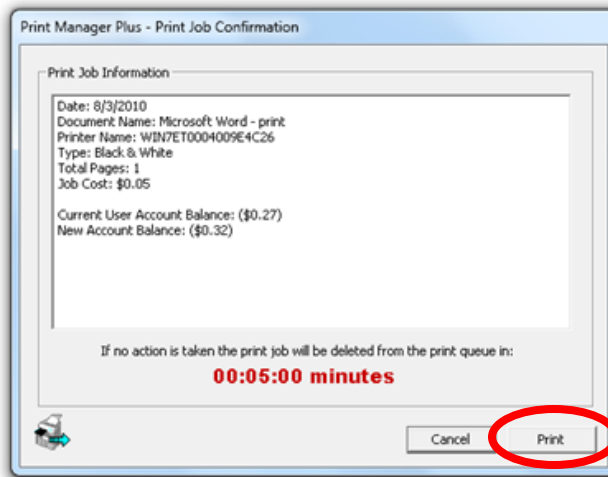 Print Manager Plus - Print Job Confirmation
Print Job Information
Date: 8/3/2010
Document Name: Microsoft Word - print
Printer Name: WIN7ET0004009E4C26
Type: Black & White
Total Pages: 1
Job Cost: $0.05
Current User Account Balance: ($0.27)
New Account Balance: ($0.32)
If no action is taken the print job will be deleted from the print queue in:
00:05:00 minutes
Cancel Print